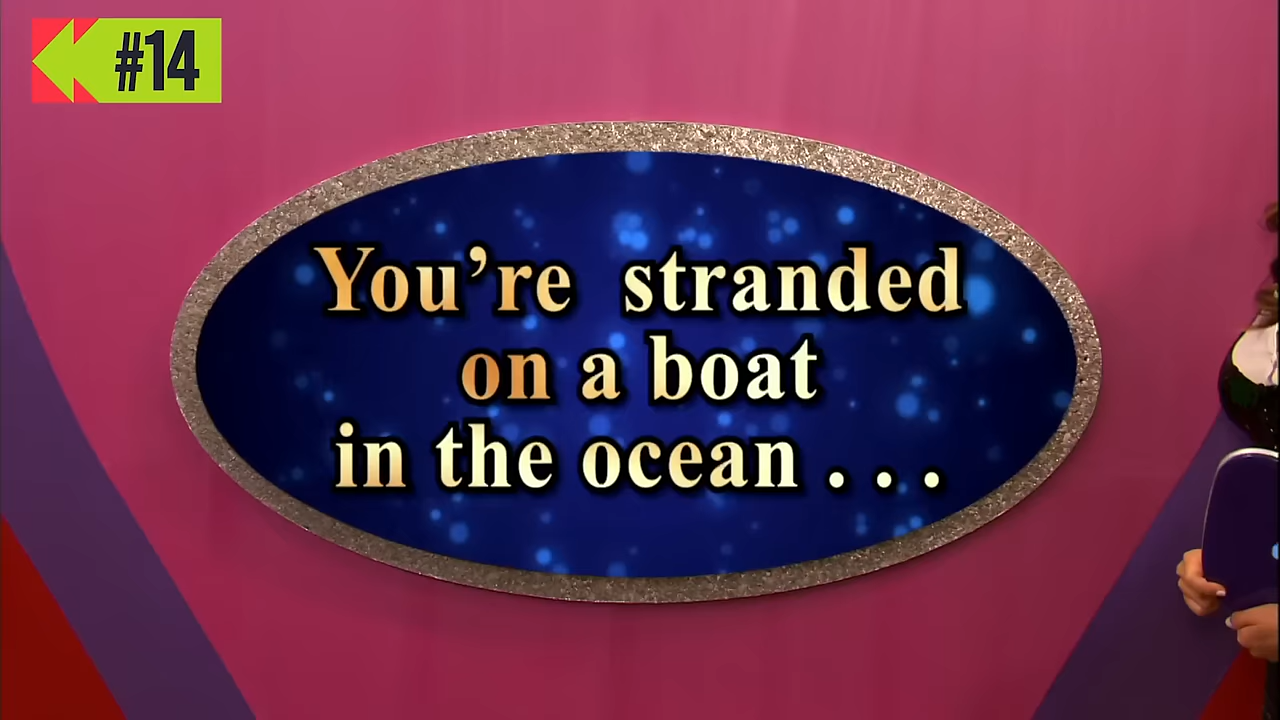 #14
You're stranded
on a boat
in the ocean . . .